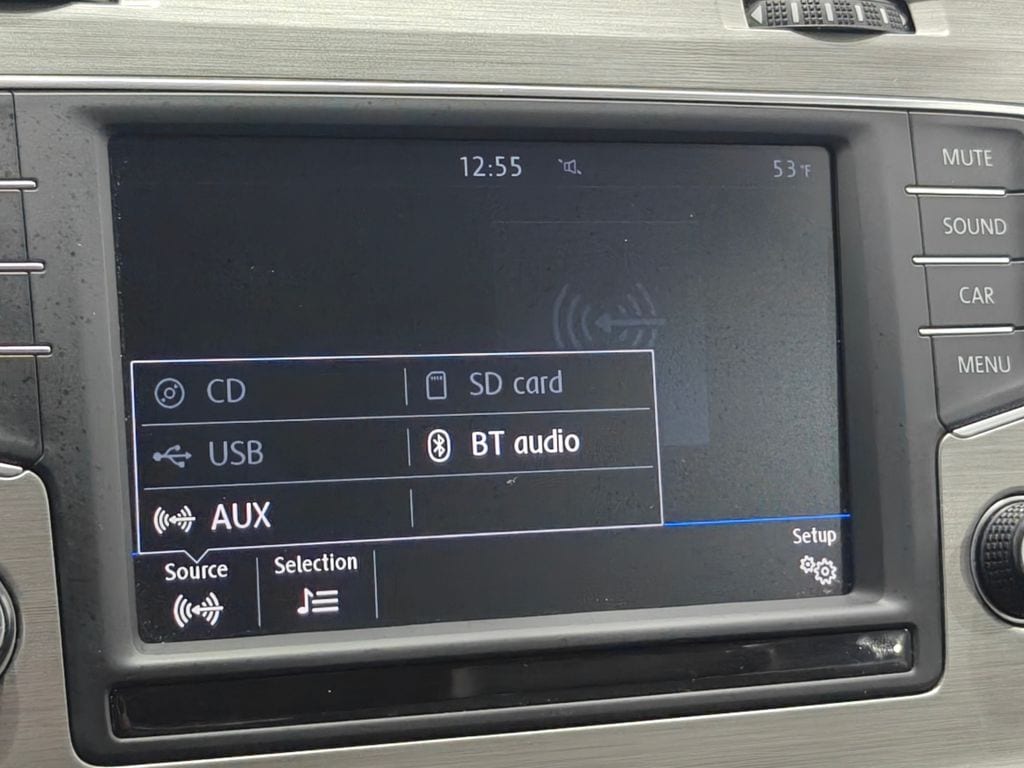 12:55
53°F
MUTE
SOUND
CAR
MENU
CD
SD card
USB
BT audio
AUX
Source
Selection
Setup